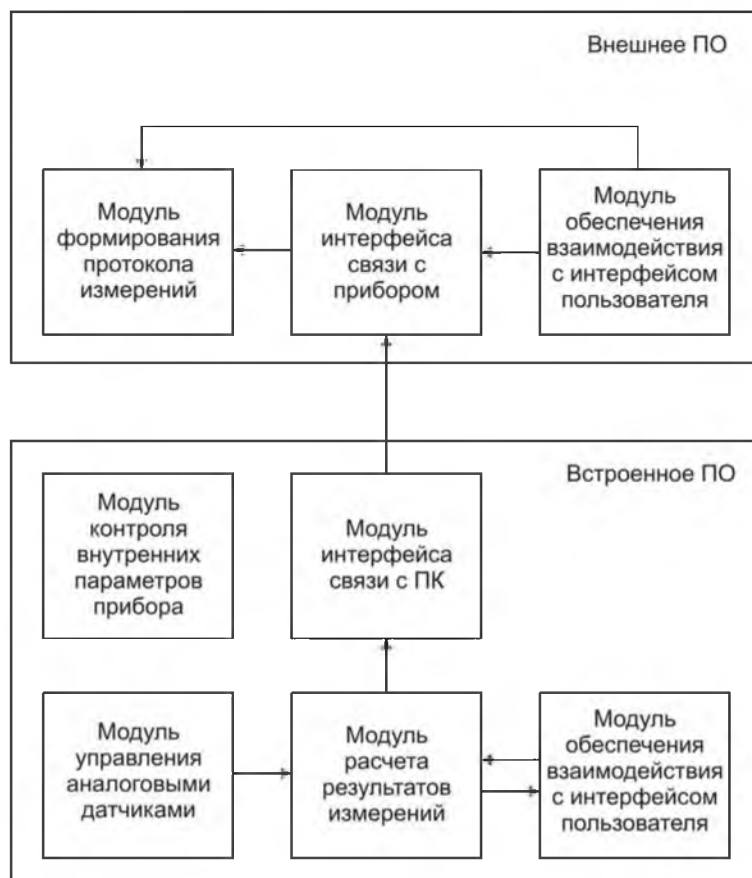 Внешнее ПО
Модуль
формирования
протокола
измерений
Модуль
интерфейса
связи с
прибором
Модуль
обеспечения
взаимодействия
с интерфейсом
пользователя
Встроенное ПО
Модуль
контроля
внутренних
параметров
прибора
Модуль
интерфейса
связи с ПК
Модуль
управления
аналоговыми
датчиками
Модуль
расчета
результатов
измерений
Модуль
обеспечения
взаимодействия
с интерфейсом
пользователя